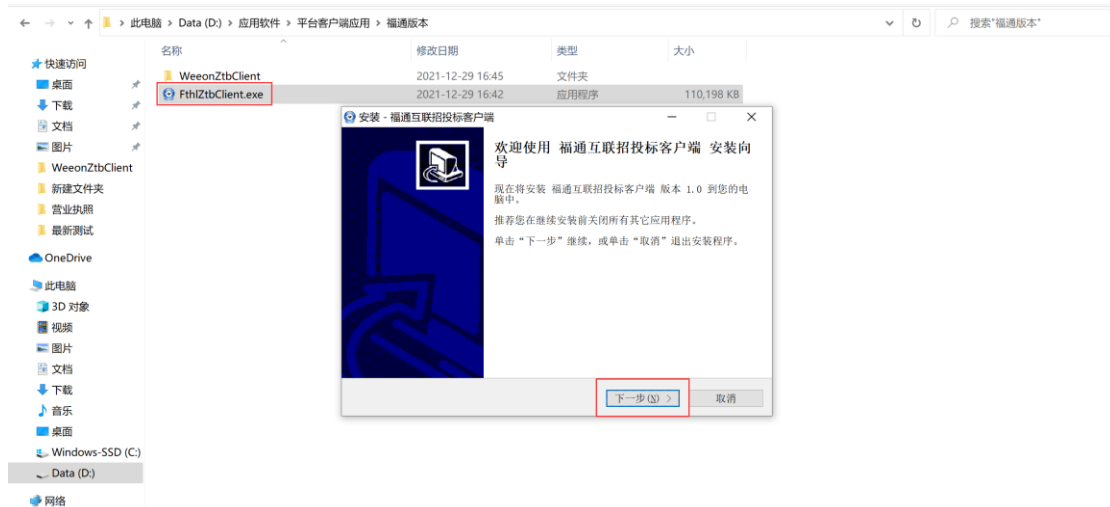 此电脑 > Data (D:) > 应用软件 > 平台客户端应用 > 福通版本
搜索"福通版本"
名称 修改日期 类型 大小
WeeonZtbClient 2021-12-29 16:45 文件夹
FthlZtbClient.exe 2021-12-29 16:42 应用程序 110,198 KB
快速访问
桌面
下载
文档
图片
WeeonZtbClient
新建文件夹
营业执照
最新测试
OneDrive
此电脑
3D 对象
视频
图片
文档
下载
音乐
桌面
Windows-SSD (C:)
Data (D:)
网络
安装 - 福通互联招投标客户端
欢迎使用 福通互联招投标客户端 安装向
导
现在将安装 福通互联招投标客户端 版本 1.0 到您的电
脑中。
推荐您在继续安装前关闭所有其它应用程序。
单击“下一步”继续，或单击“取消”退出安装程序。
下一步(N) >
取消